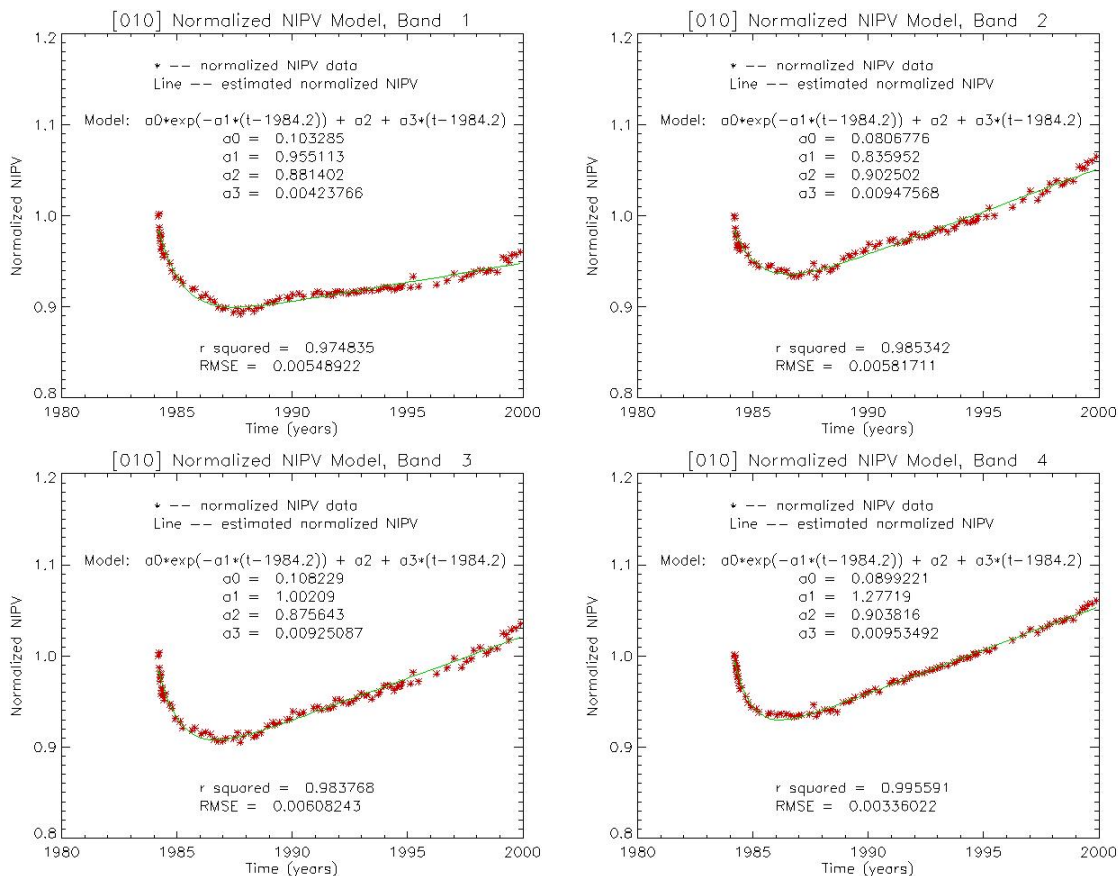 [010] Normalized NIPV Model, Band 1
1.2
1.1
1.0
0.9
0.8
Normalized NIPV
* -- normalized NIPV data
Line -- estimated normalized NIPV
Model: a0*exp(-a1*(t-1984.2)) + a2 + a3*(t-1984.2)
a0 = 0.103285
a1 = 0.955113
a2 = 0.881402
a3 = 0.00423766
r squared = 0.974835
RMSE = 0.00548922
1980 1985 1990 1995 2000
Time (years)
[010] Normalized NIPV Model, Band 2
1.2
1.1
1.0
0.9
0.8
Normalized NIPV
* -- normalized NIPV data
Line -- estimated normalized NIPV
Model: a0*exp(-a1*(t-1984.2)) + a2 + a3*(t-1984.2)
a0 = 0.0806776
a1 = 0.835952
a2 = 0.902502
a3 = 0.00947568
r squared = 0.985342
RMSE = 0.00581711
1980 1985 1990 1995 2000
Time (years)
[010] Normalized NIPV Model, Band 3
1.2
1.1
1.0
0.9
0.8
Normalized NIPV
* -- normalized NIPV data
Line -- estimated normalized NIPV
Model: a0*exp(-a1*(t-1984.2)) + a2 + a3*(t-1984.2)
a0 = 0.108229
a1 = 1.00209
a2 = 0.875643
a3 = 0.00925087
r squared = 0.983768
RMSE = 0.00608243
1980 1985 1990 1995 2000
Time (years)
[010] Normalized NIPV Model, Band 4
1.2
1.1
1.0
0.9
0.8
Normalized NIPV
* -- normalized NIPV data
Line -- estimated normalized NIPV
Model: a0*exp(-a1*(t-1984.2)) + a2 + a3*(t-1984.2)
a0 = 0.0899221
a1 = 1.27719
a2 = 0.903816
a3 = 0.00953492
r squared = 0.995591
RMSE = 0.00336022
1980 1985 1990 1995 2000
Time (years)